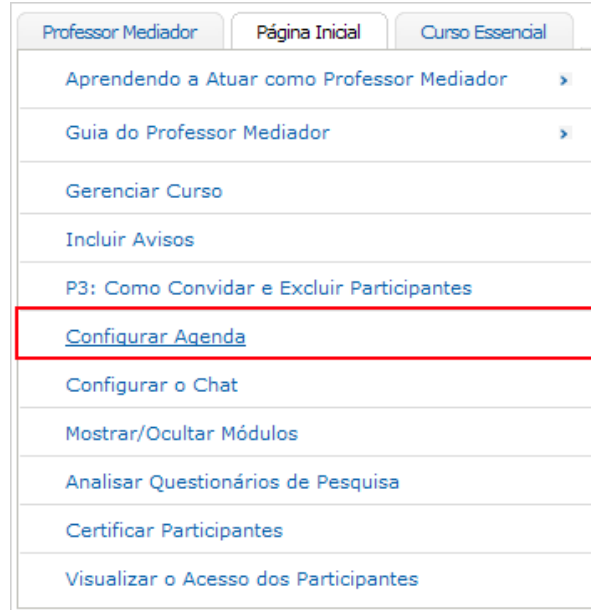 Professor Mediador Página Inicial Curso Essencial
Aprendendo a Atuar como Professor Mediador
Guia do Professor Mediador
Gerenciar Curso
Incluir Avisos
P3: Como Convidar e Excluir Participantes
Configurar Agenda
Configurar o Chat
Mostrar/Ocultar Módulos
Analisar Questionários de Pesquisa
Certificar Participantes
Visualizar o Acesso dos Participantes